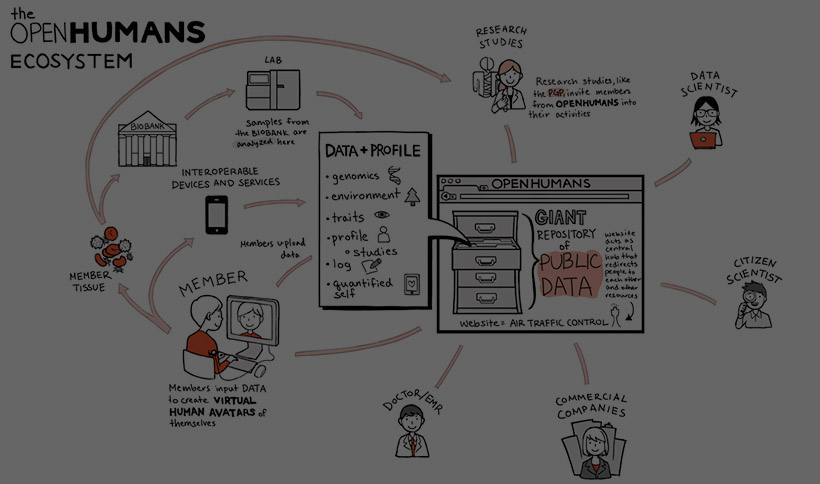 the
OPENHUMANS
ECOSYSTEM
LAB
Samples from
the BIOBANK are
analyzed here
BIOBANK
INTEROPERABLE
DEVICES AND SERVICES
Members upload
data
MEMBER
TISSUE
MEMBER
Members input DATA
to create VIRTUAL
HUMAN AVATARS of
themselves
DATA + PROFILE
• genomics
• environment
• traits
• profile
o studies
• log
• quantified
self
RESEARCH
STUDIES
Research studies, like
the PGP, invite members
from OPENHUMANS into
their activities
DATA
SCIENTIST
OPENHUMANS
GIANT
REPOSITORY
of
PUBLIC
DATA
website
acts as
central
hub that
redirects
people to
each other
and other
resources
Website = AIR TRAFFIC CONTROL
CITIZEN
SCIENTIST
DOCTOR/EMR
COMMERCIAL
COMPANIES